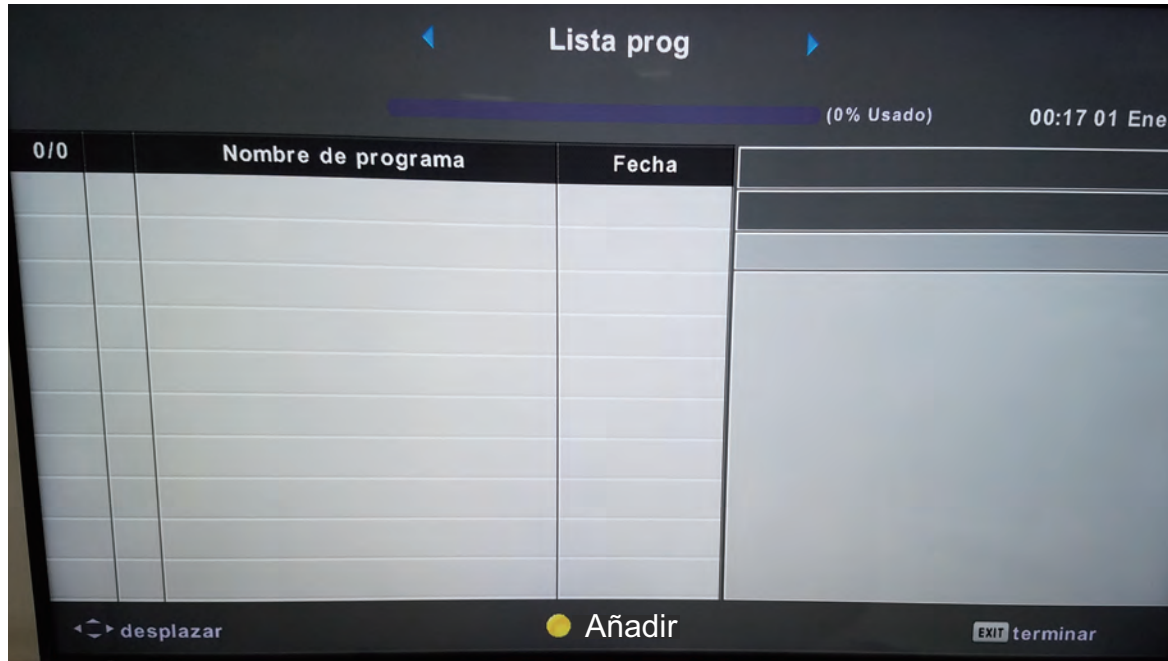 Lista prog
(0% Usado) 00:17 01 Ene
0/0 Nombre de programa Fecha
desplazar Añadir EXIT terminar